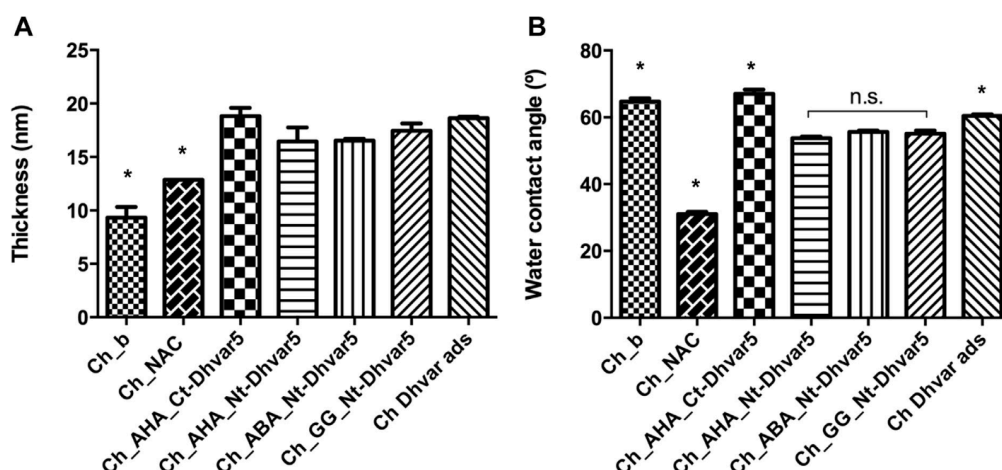 A
Thickness (nm)
25
20
15
10
5
0
*
*
Ch_b
Ch_NAC
Ch_AHA_Ct-Dhvar5
Ch_AHA_Nt-Dhvar5
Ch_ABA_Nt-Dhvar5
Ch_GG_Nt-Dhvar5
Ch Dhvar ads
B
Water contact angle (º)
80
60
40
20
0
*
*
*
n.s.
*
Ch_b
Ch_NAC
Ch_AHA_Ct-Dhvar5
Ch_AHA_Nt-Dhvar5
Ch_ABA_Nt-Dhvar5
Ch_GG_Nt-Dhvar5
Ch Dhvar ads